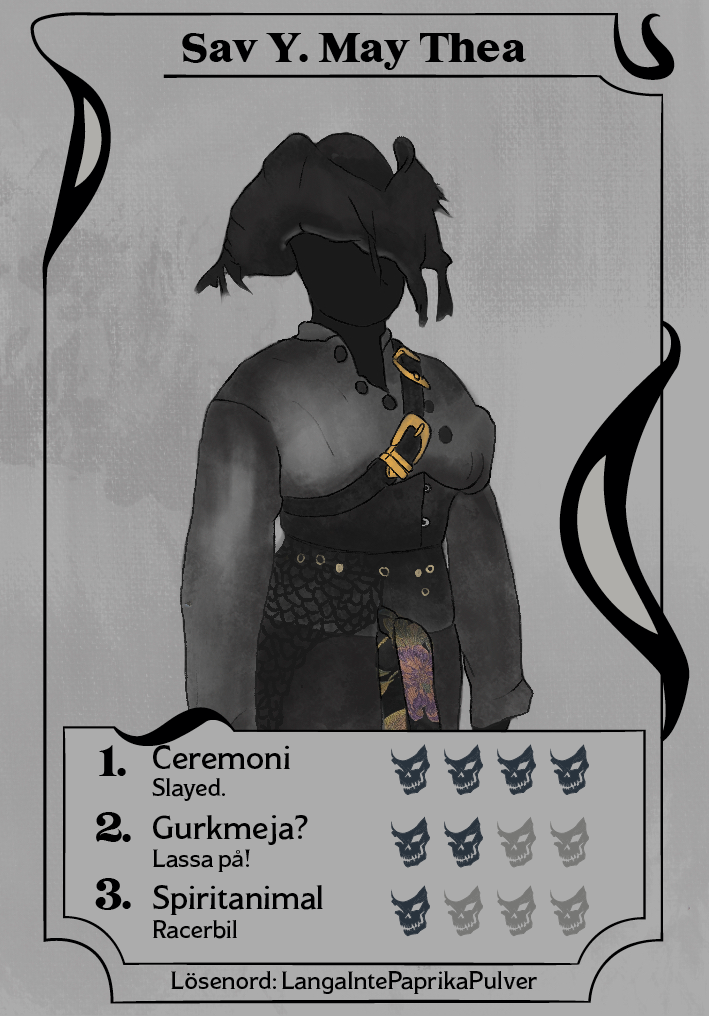 Sav Y. May Thea
1. Ceremoni
Slayed.
2. Gurkmeja?
Lassa på!
3. Spiritanimal
Racerbil
Lösenord: LangaIntePaprikaPulver